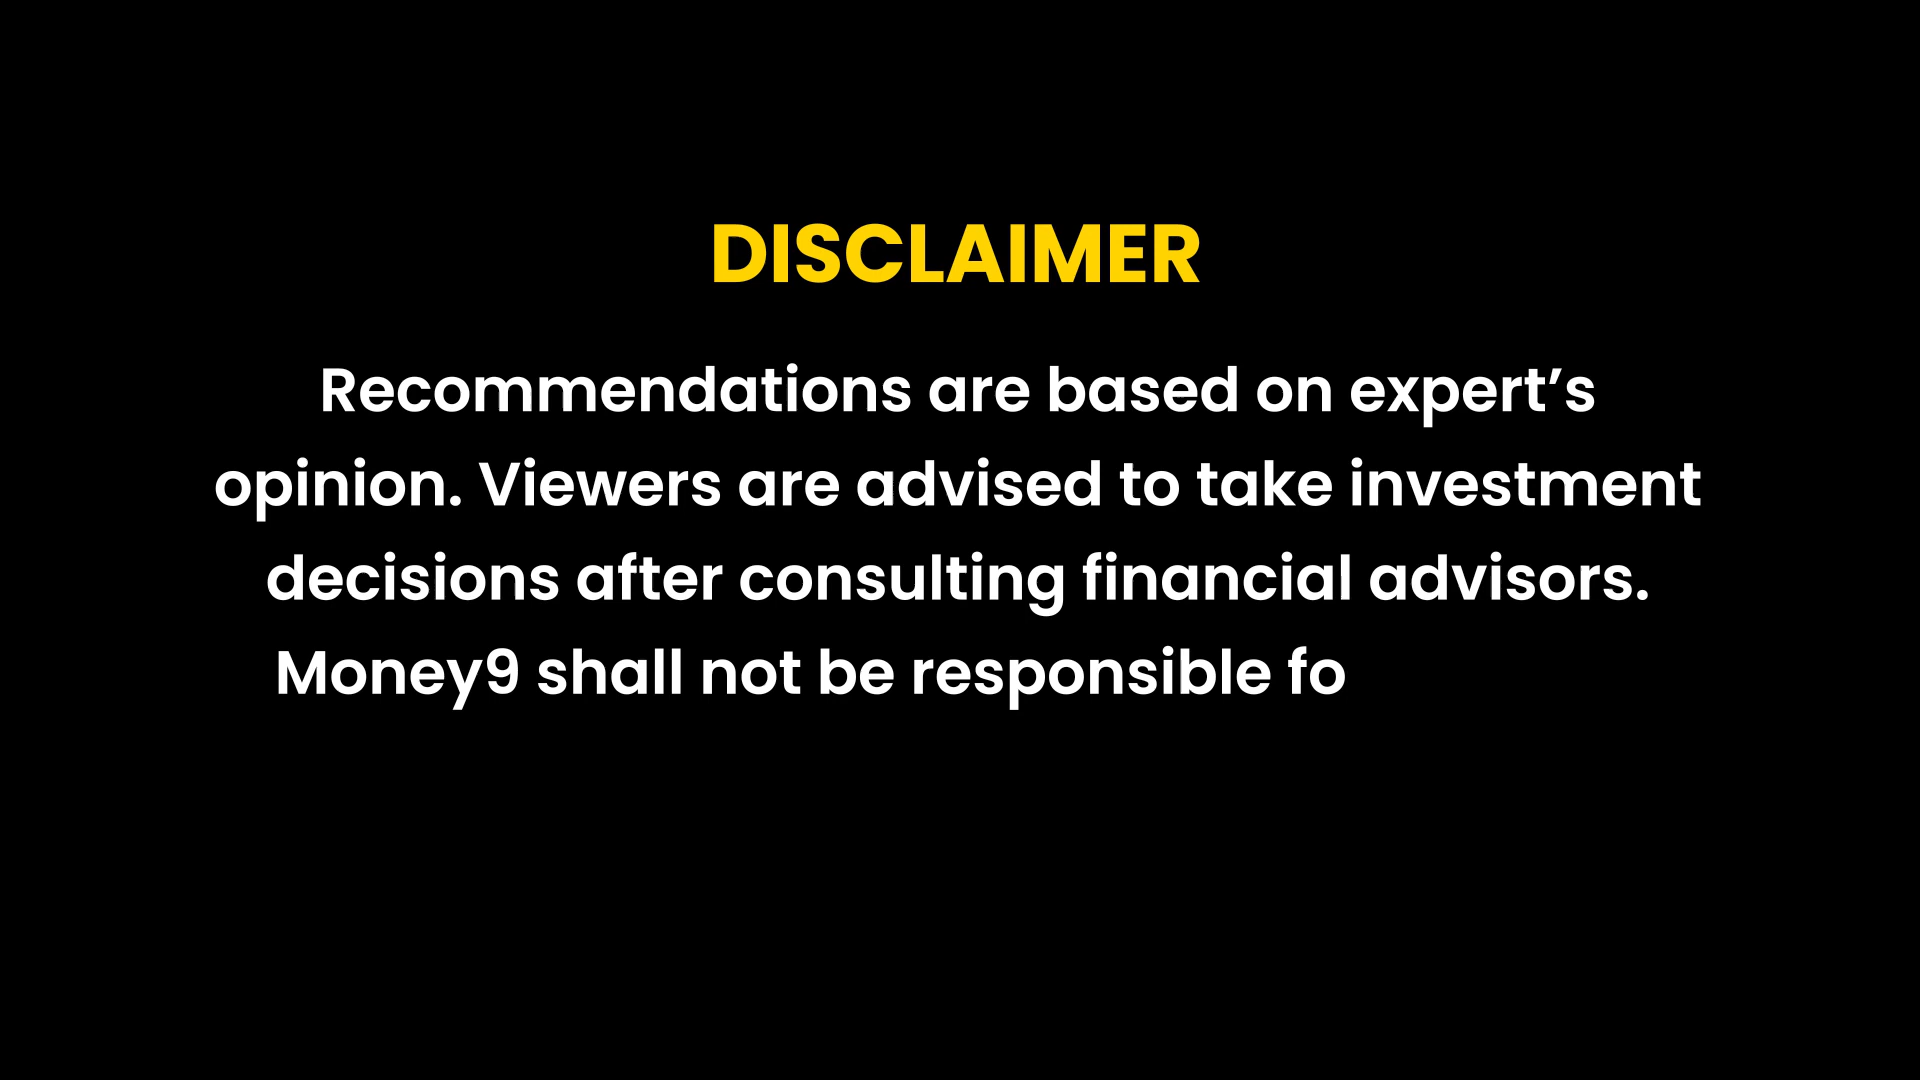 DISCLAIMER
Recommendations are based on expert’s
opinion. Viewers are advised to take investment
decisions after consulting financial advisors.
Money9 shall not be responsible fo